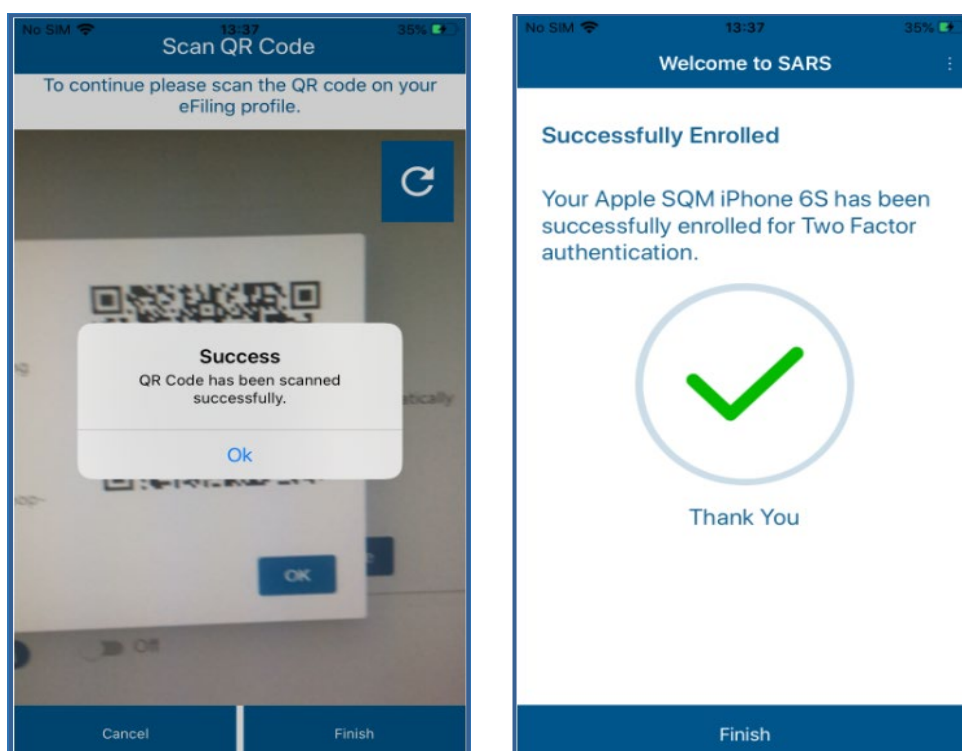 No SIM 13:37 35%
Scan QR Code
To continue please scan the QR code on your
eFiling profile.
Success
QR Code has been scanned
successfully.
Ok
OK
Off
Cancel Finish
No SIM 13:37 35%
Welcome to SARS
Successfully Enrolled
Your Apple SQM iPhone 6S has been
successfully enrolled for Two Factor
authentication.
Thank You
Finish